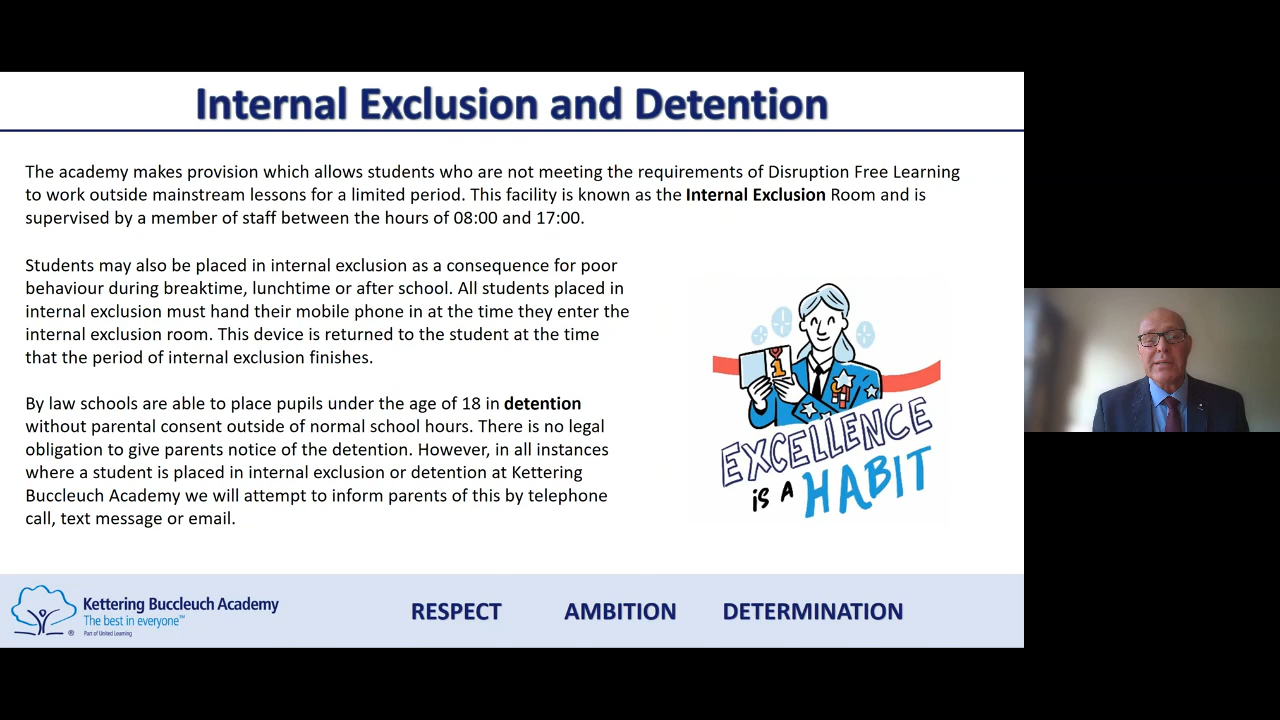 Internal Exclusion and Detention
The academy makes provision which allows students who are not meeting the requirements of Disruption Free Learning
to work outside mainstream lessons for a limited period. This facility is known as the Internal Exclusion Room and is
supervised by a member of staff between the hours of 08:00 and 17:00.
Students may also be placed in internal exclusion as a consequence for poor
behaviour during breaktime, lunchtime or after school. All students placed in
internal exclusion must hand their mobile phone in at the time they enter the
internal exclusion room. This device is returned to the student at the time
that the period of internal exclusion finishes.
By law schools are able to place pupils under the age of 18 in detention
without parental consent outside of normal school hours. There is no legal
obligation to give parents notice of the detention. However, in all instances
where a student is placed in internal exclusion or detention at Kettering
Buccleuch Academy we will attempt to inform parents of this by telephone
call, text message or email.
1
EXCELLENCE
is A HABIT
Kettering Buccleuch Academy
The best in everyone™
Part of United Learning
®
RESPECT AMBITION DETERMINATION